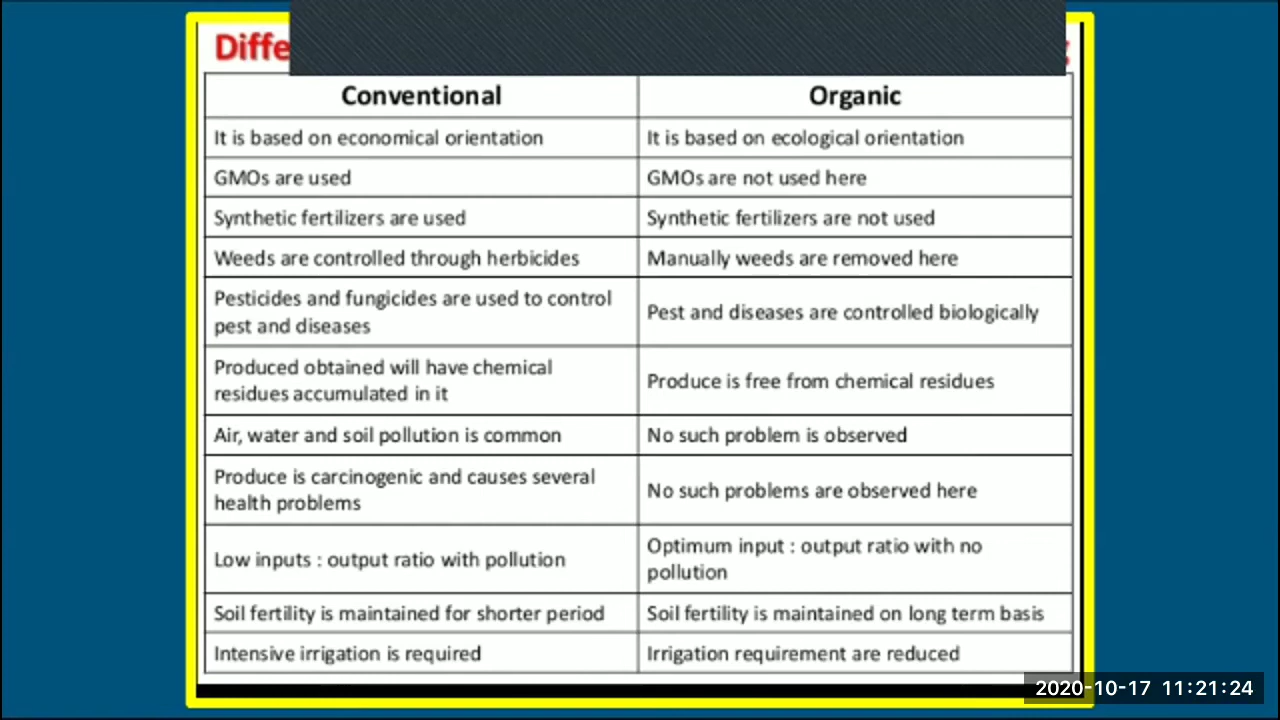 Diffe
Conventional Organic
It is based on economical orientation It is based on ecological orientation
GMOs are used GMOs are not used here
Synthetic fertilizers are used Synthetic fertilizers are not used
Weeds are controlled through herbicides Manually weeds are removed here
Pesticides and fungicides are used to control
pest and diseases
Pest and diseases are controlled biologically
Produced obtained will have chemical
residues accumulated in it
Produce is free from chemical residues
Air, water and soil pollution is common No such problem is observed
Produce is carcinogenic and causes several
health problems
No such problems are observed here
Low inputs : output ratio with pollution
Optimum input : output ratio with no
pollution
Soil fertility is maintained for shorter period Soil fertility is maintained on long term basis
Intensive irrigation is required Irrigation requirement are reduced
2020-10-17 11:21:24